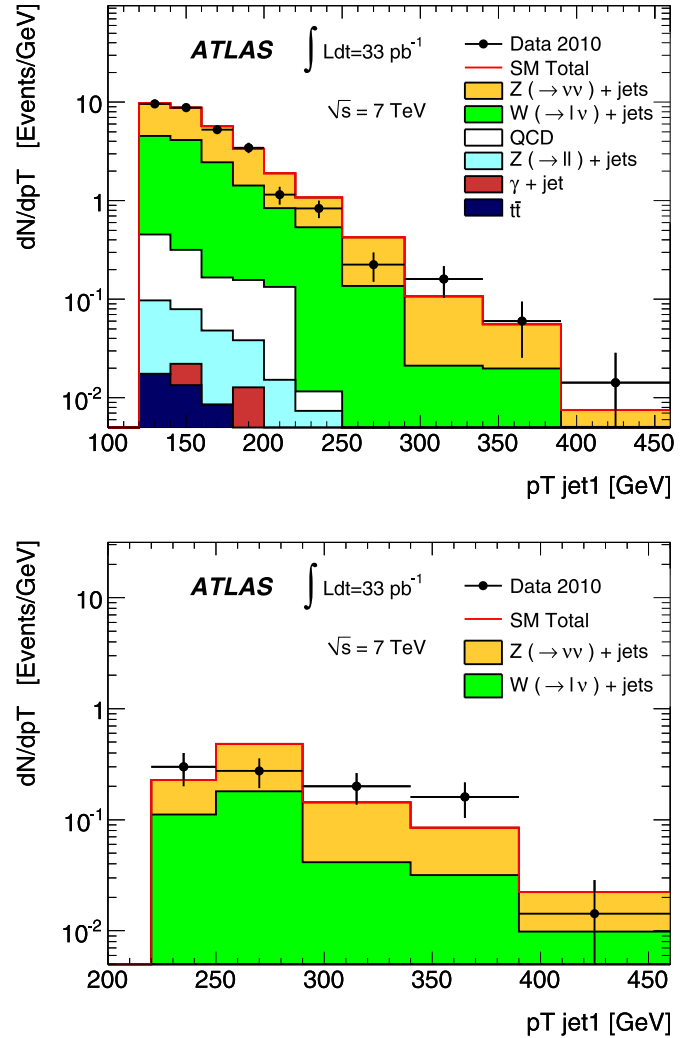 dN/dpT [Events/GeV]
ATLAS
∫ Ldt=33 pb⁻¹
√s = 7 TeV
Data 2010
SM Total
Z (→ νν) + jets
W (→ l ν) + jets
QCD
Z (→ ll) + jets
γ + jet
tt̄
10
1
10⁻¹
10⁻²
100 150 200 250 300 350 400 450
pT jet1 [GeV]
dN/dpT [Events/GeV]
ATLAS
∫ Ldt=33 pb⁻¹
√s = 7 TeV
Data 2010
SM Total
Z (→ νν) + jets
W (→ l ν) + jets
10
1
10⁻¹
10⁻²
200 250 300 350 400 450
pT jet1 [GeV]